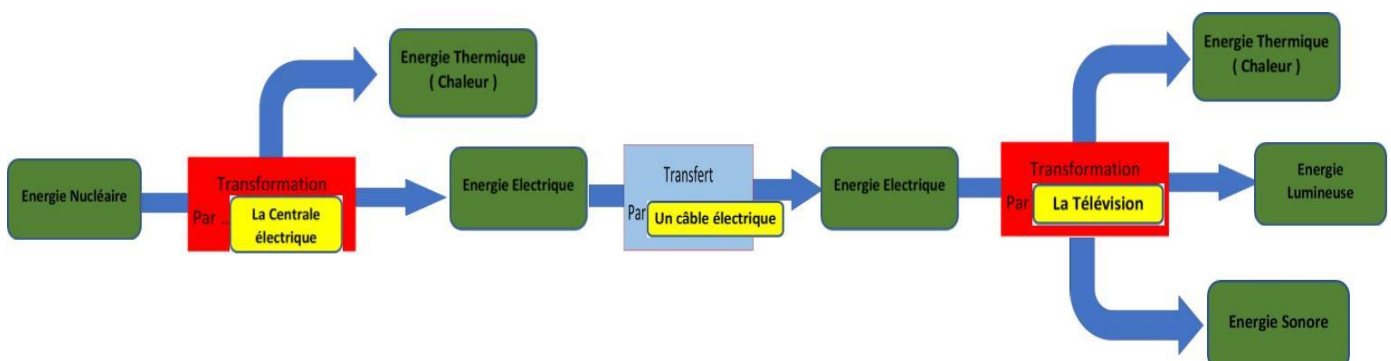 Energie Thermique
( Chaleur )
Energie Nucléaire
Transformation
Par ..
La Centrale
électrique
Energie Electrique
Transfert
Par
Un câble électrique
Energie Electrique
Transformation
Par
La Télévision
Energie Thermique
( Chaleur )
Energie
Lumineuse
Energie Sonore